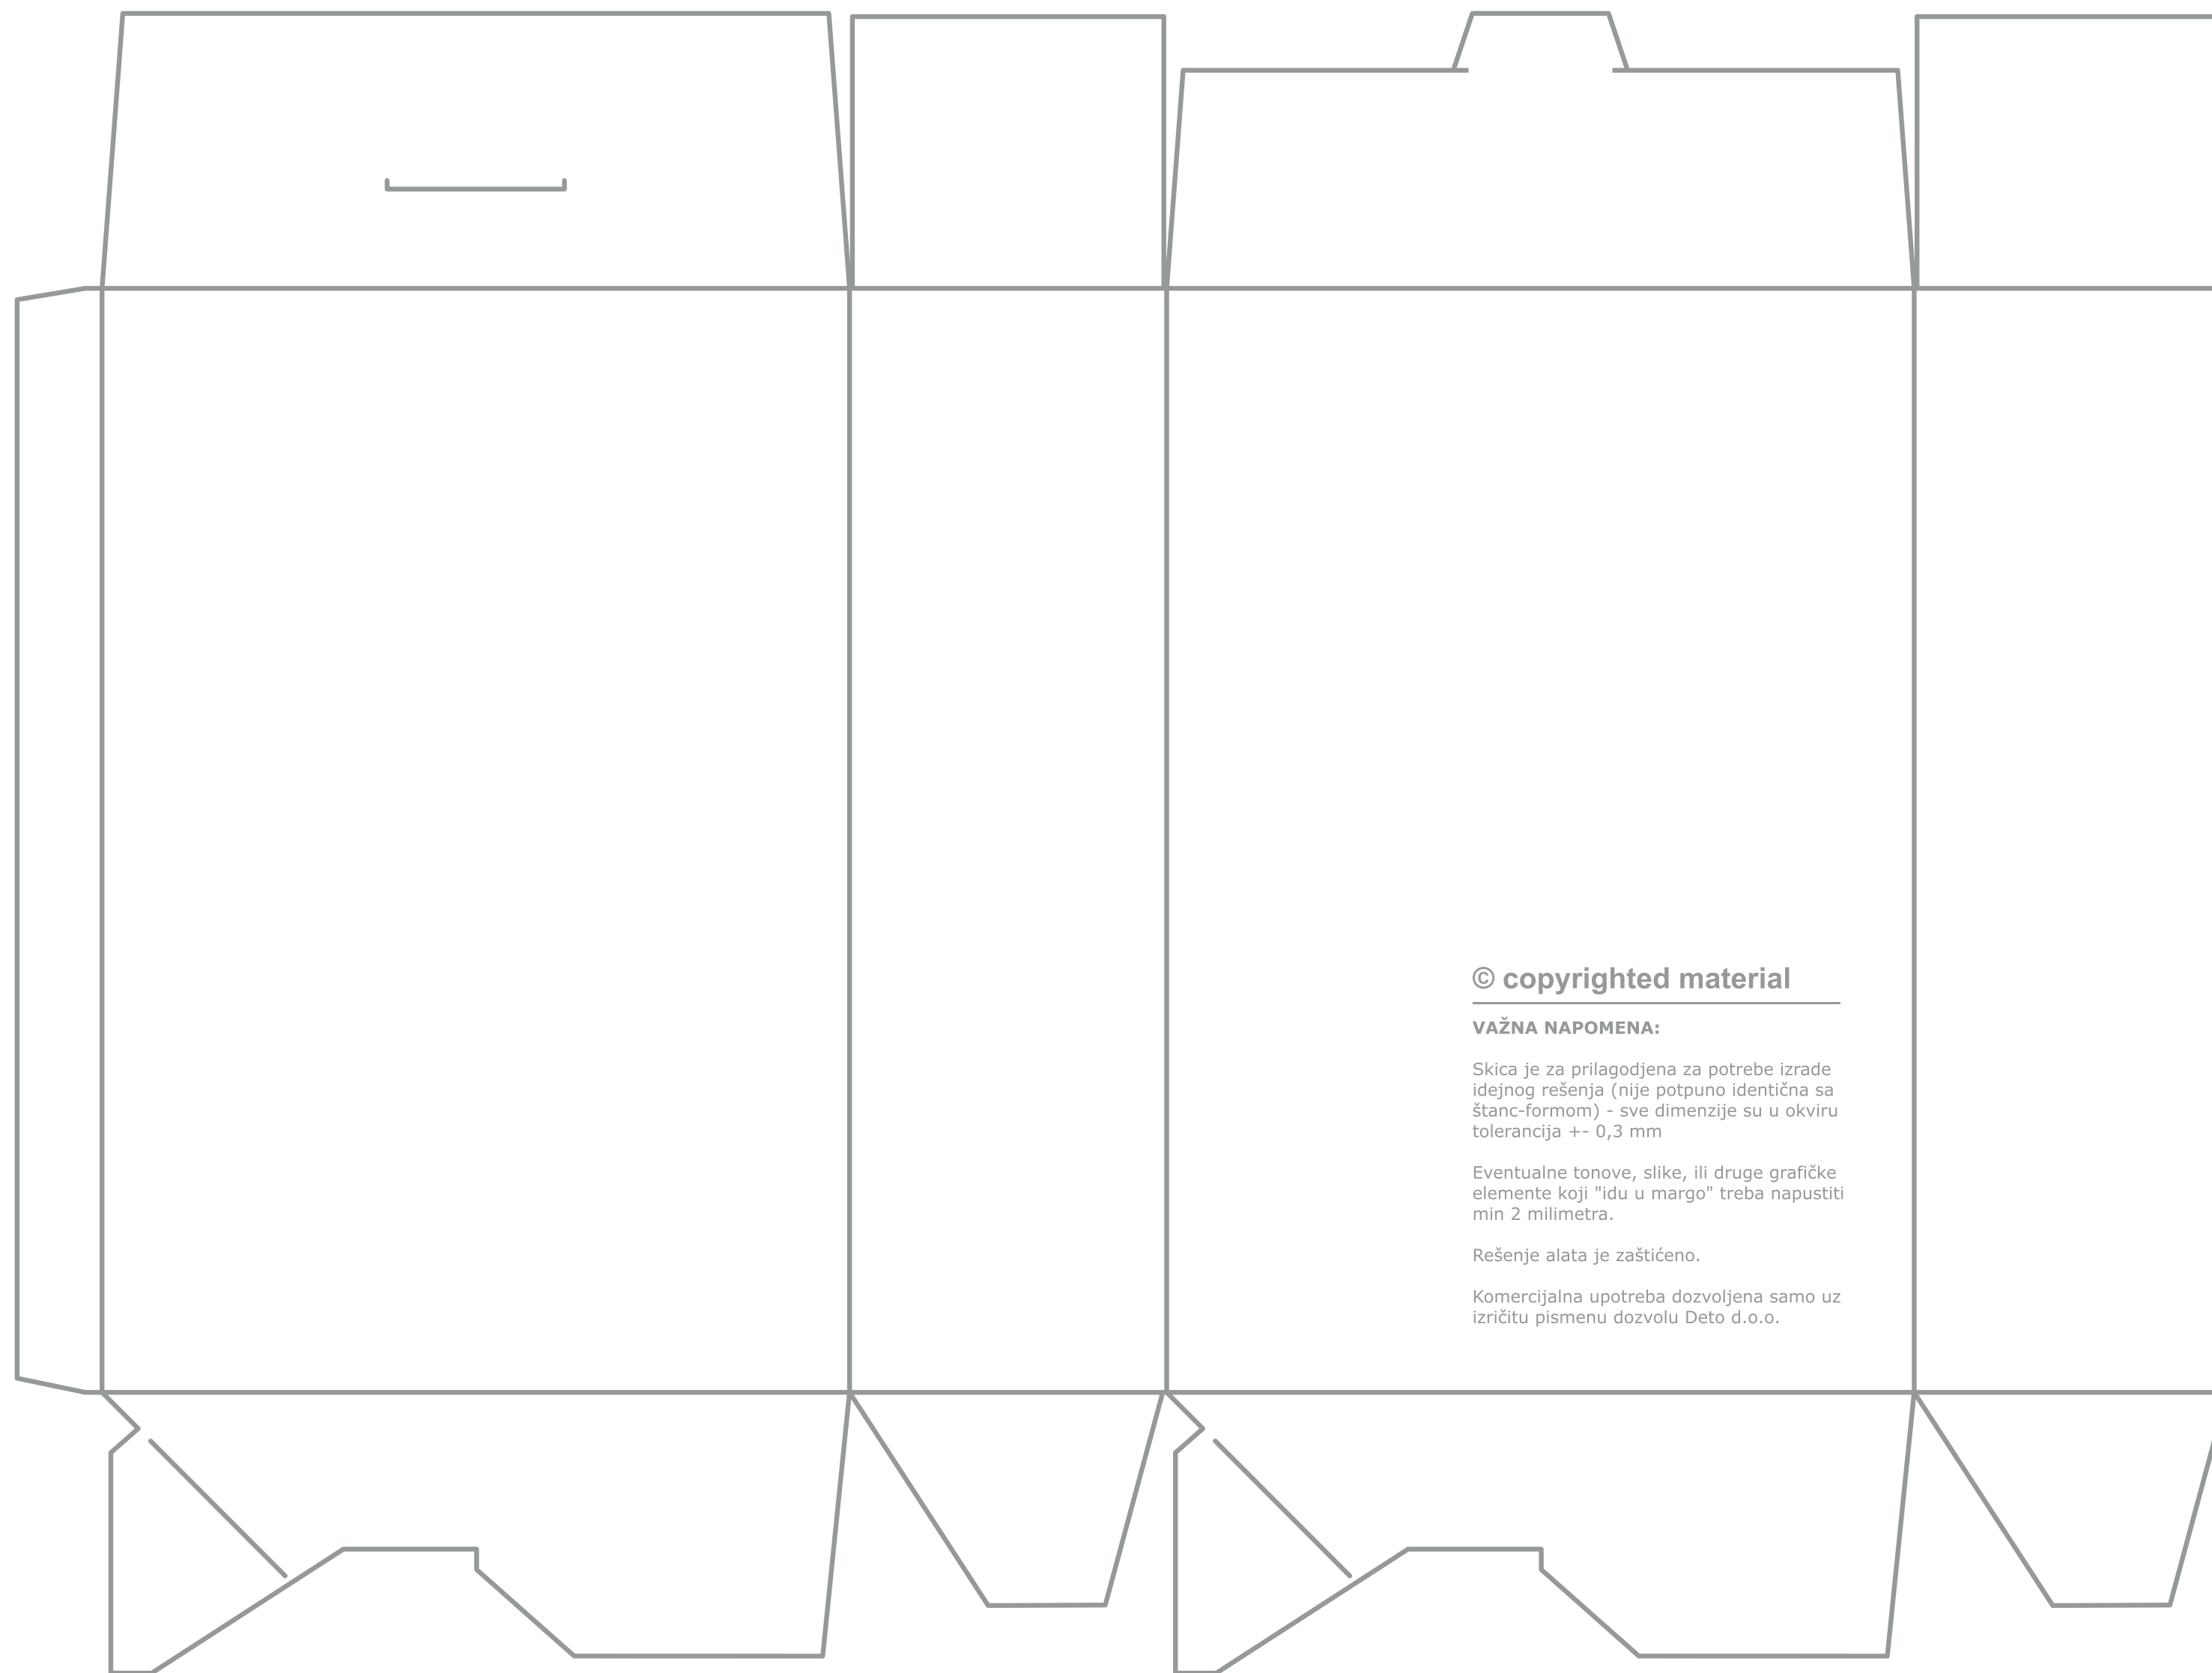 © copyrighted material
VAŽNA NAPOMENA:
Skica je za prilagodjena za potrebe izrade
idejnog rešenja (nije potpuno identična sa
štanc-formom) - sve dimenzije su u okviru
tolerancija +- 0,3 mm
Eventualne tonove, slike, ili druge grafičke
elemente koji "idu u margo" treba napustiti
min 2 milimetra.
Rešenje alata je zaštićeno.
Komercijalna upotreba dozvoljena samo uz
izričitu pismenu dozvolu Deto d.o.o.